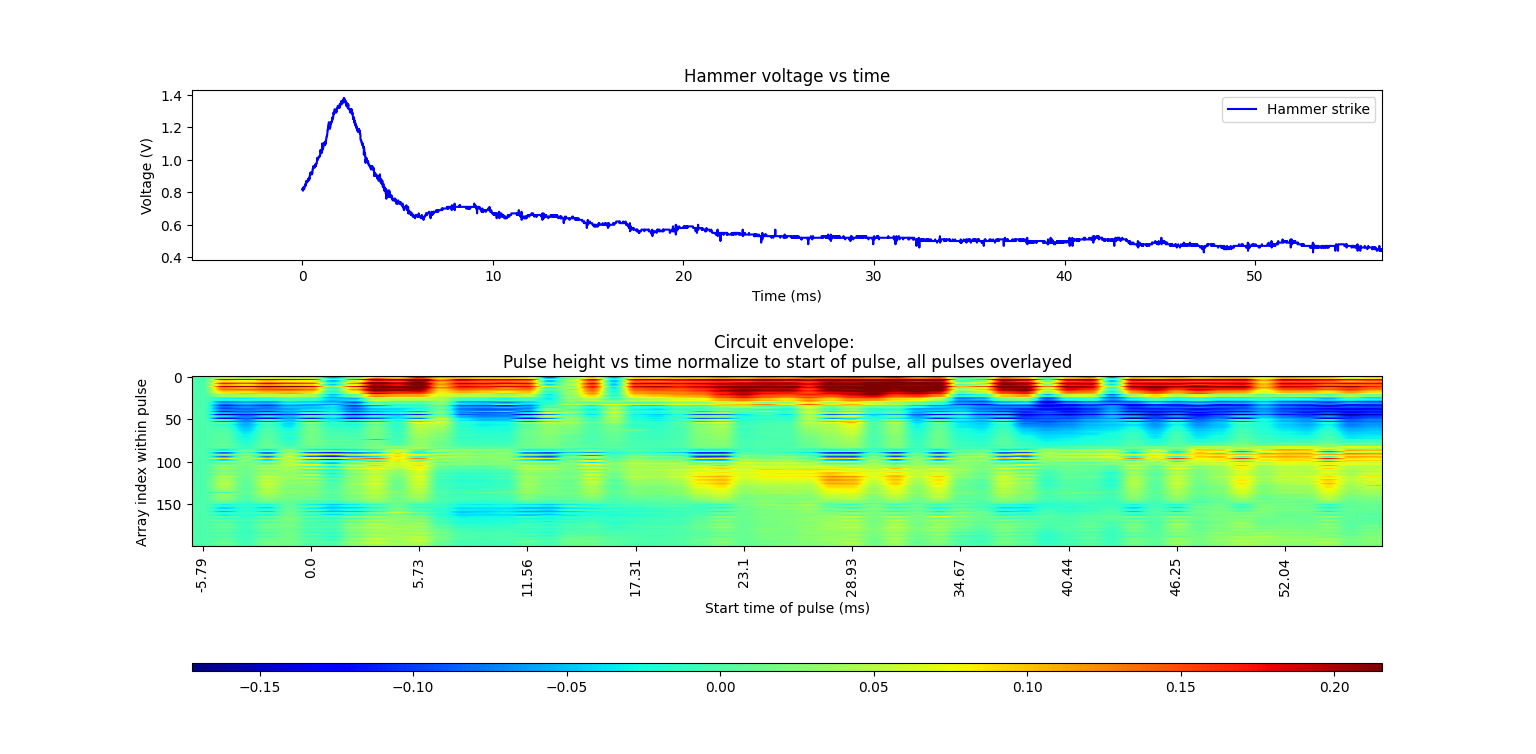 Hammer voltage vs time
1.4
1.2
1.0
0.8
0.6
0.4
Voltage (V)
Hammer strike
0 10 20 30 40 50
Time (ms)
Circuit envelope:
Pulse height vs time normalize to start of pulse, all pulses overlayed
0
50
100
150
Array index within pulse
-5.79 0.0 5.73 11.56 17.31 23.1 28.93 34.67 40.44 46.25 52.04
Start time of pulse (ms)
−0.15 −0.10 −0.05 0.00 0.05 0.10 0.15 0.20